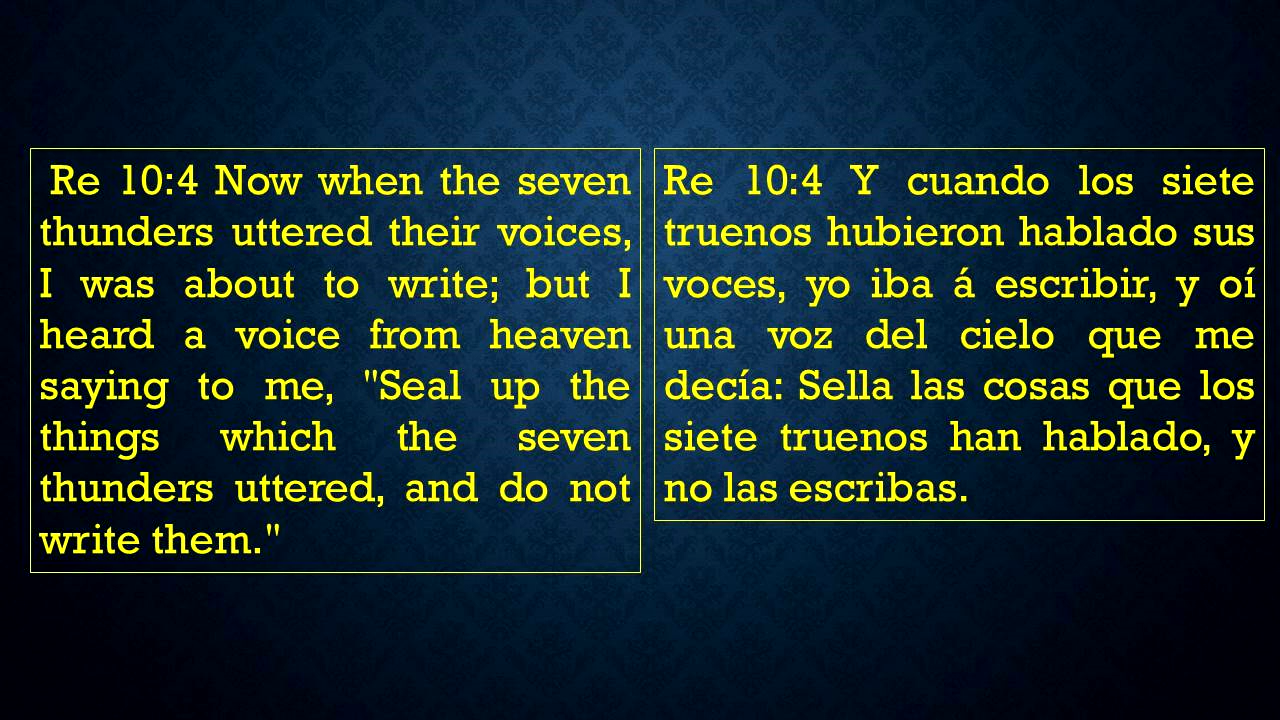 Re 10:4 Now when the seven
thunders uttered their voices,
I was about to write; but I
heard a voice from heaven
saying to me, "Seal up the
things which the seven
thunders uttered, and do not
write them."
Re 10:4 Y cuando los siete
truenos hubieron hablado sus
voces, yo iba á escribir, y oí
una voz del cielo que me
decía: Sella las cosas que los
siete truenos han hablado, y
no las escribas.